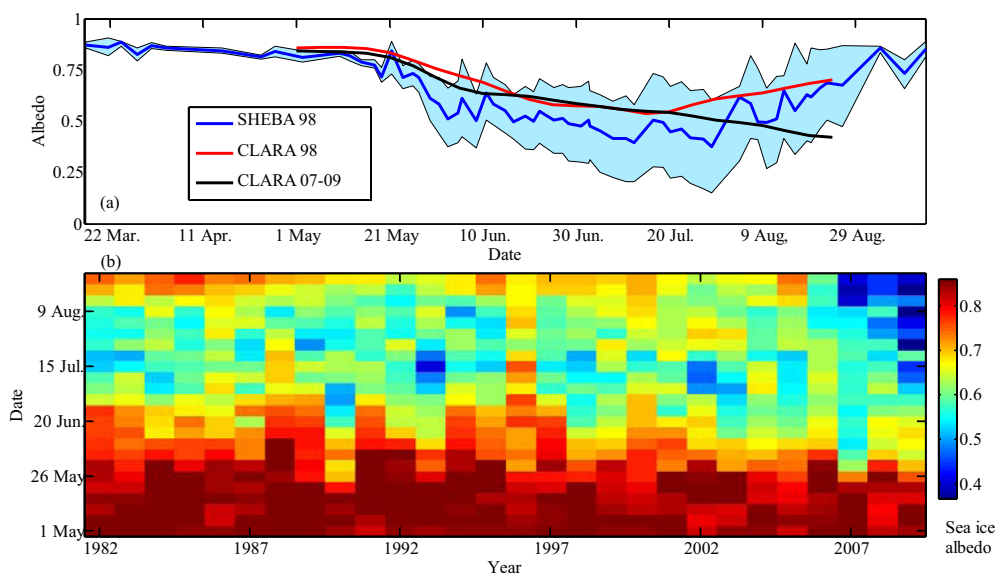 1
0.75
0.5
0.25
0
Albedo
SHEBA 98
CLARA 98
CLARA 07-09
(a)
22 Mar. 11 Apr. 1 May 21 May 10 Jun. 30 Jun. 20 Jul. 9 Aug, 29 Aug.
Date
(b)
9 Aug.
15 Jul.
20 Jun.
26 May
1 May
Date
1982 1987 1992 1997 2002 2007
Year
0.8
0.7
0.6
0.5
0.4
Sea ice
albedo